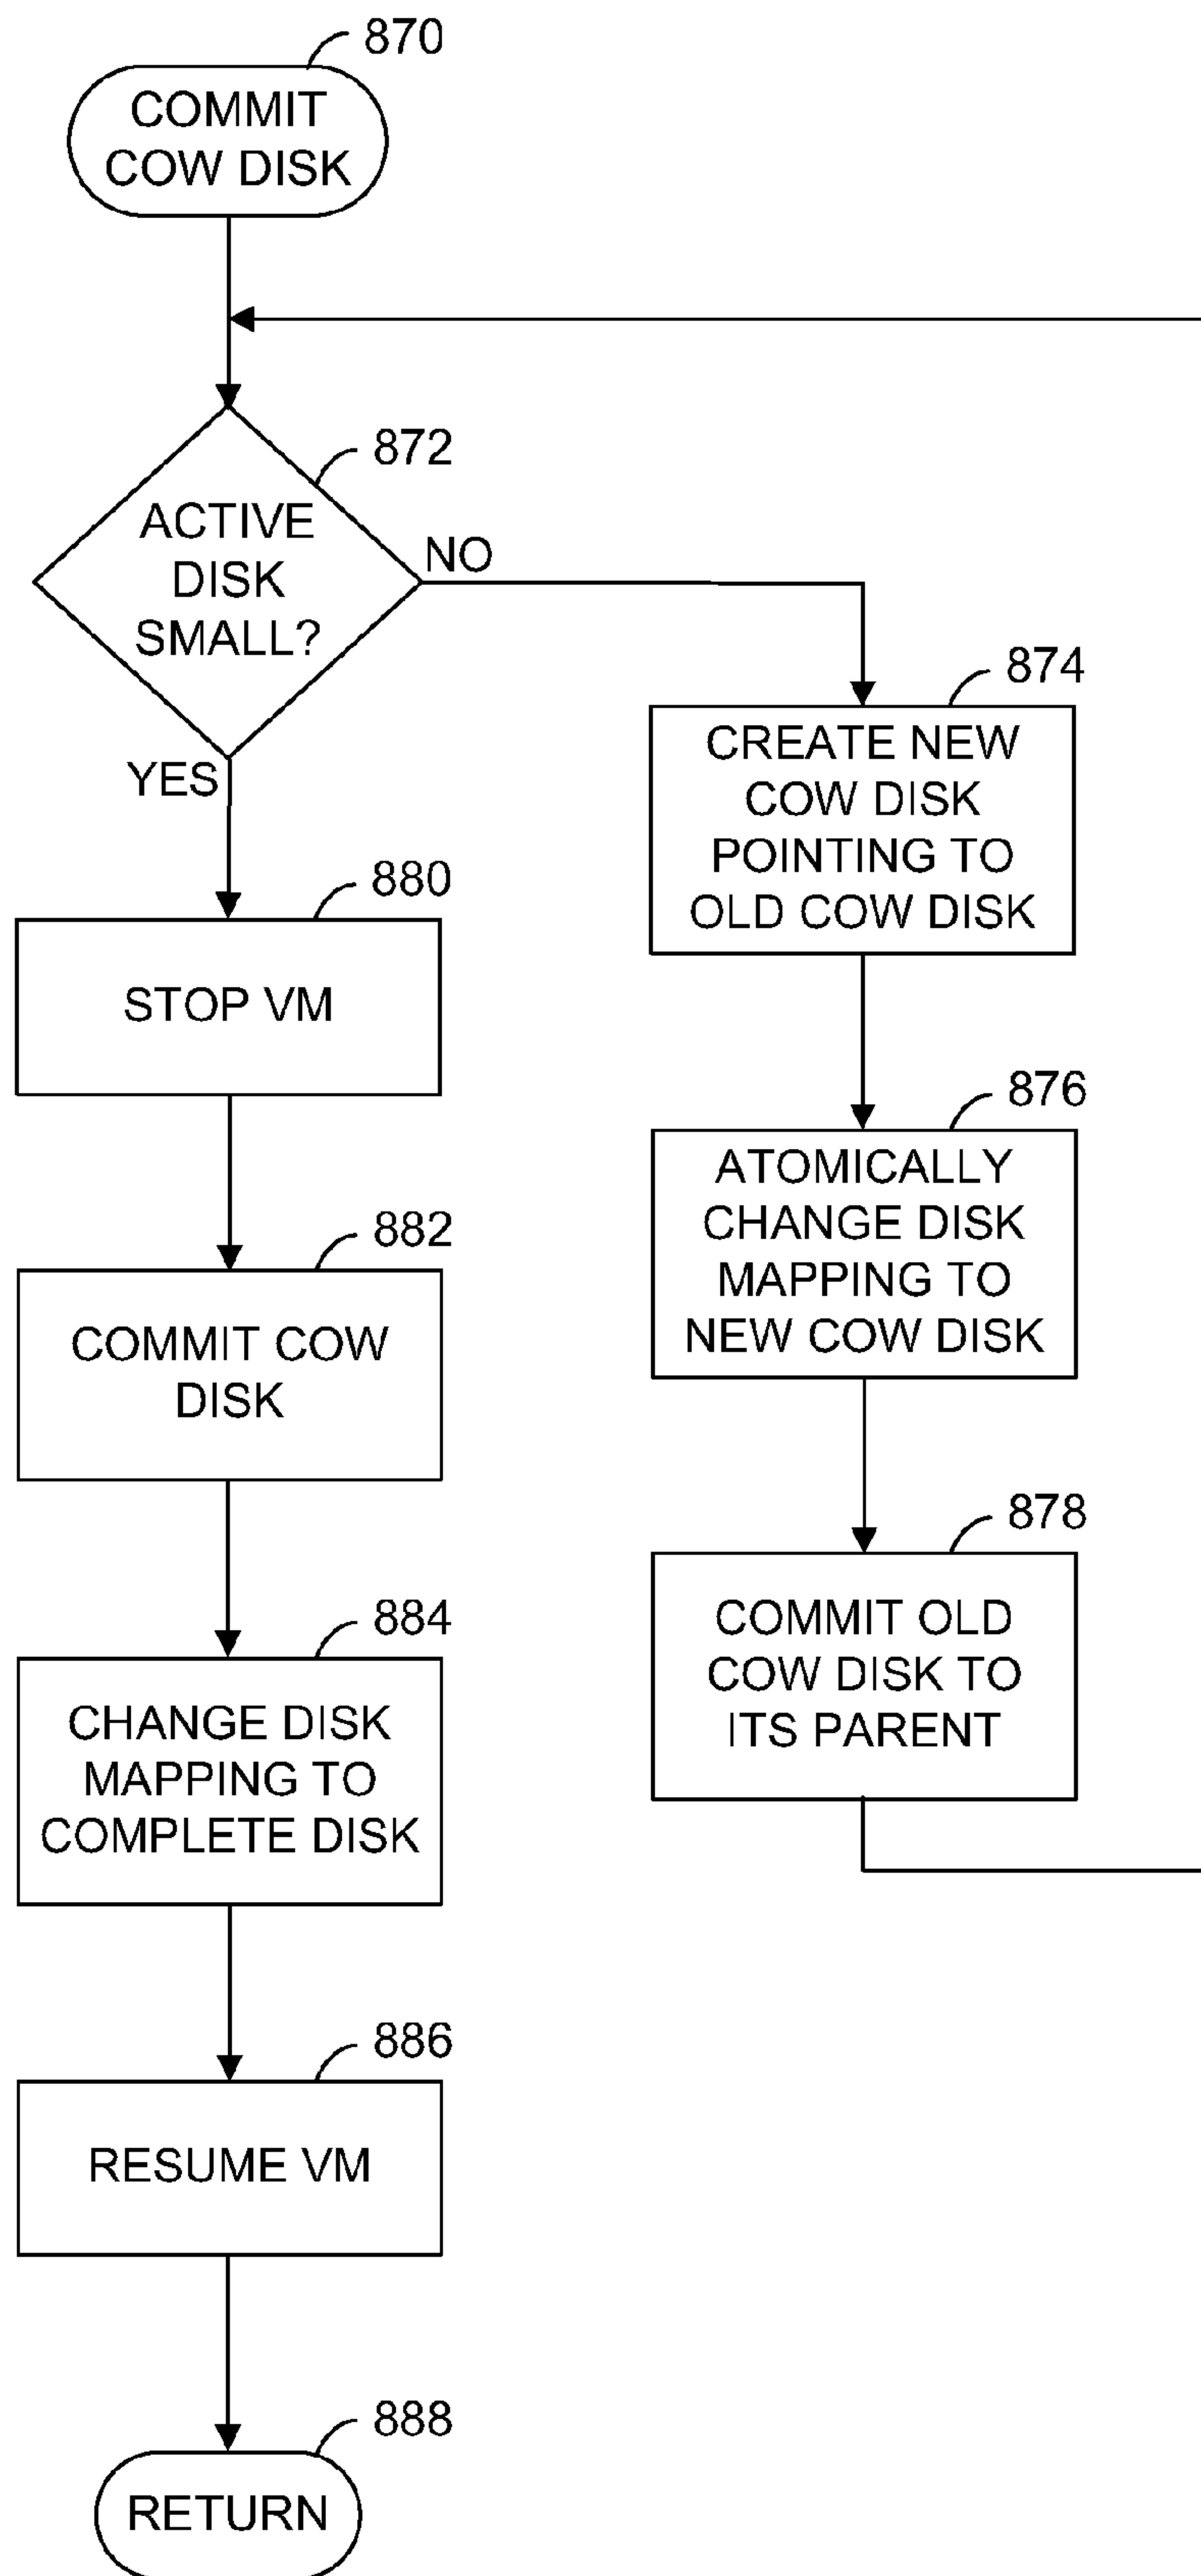 870
COMMIT
COW DISK
872
ACTIVE
DISK
SMALL?
NO
YES
874
CREATE NEW
COW DISK
POINTING TO
OLD COW DISK
880
STOP VM
876
ATOMICALLY
CHANGE DISK
MAPPING TO
NEW COW DISK
882
COMMIT COW
DISK
878
COMMIT OLD
COW DISK TO
ITS PARENT
884
CHANGE DISK
MAPPING TO
COMPLETE DISK
886
RESUME VM
888
RETURN